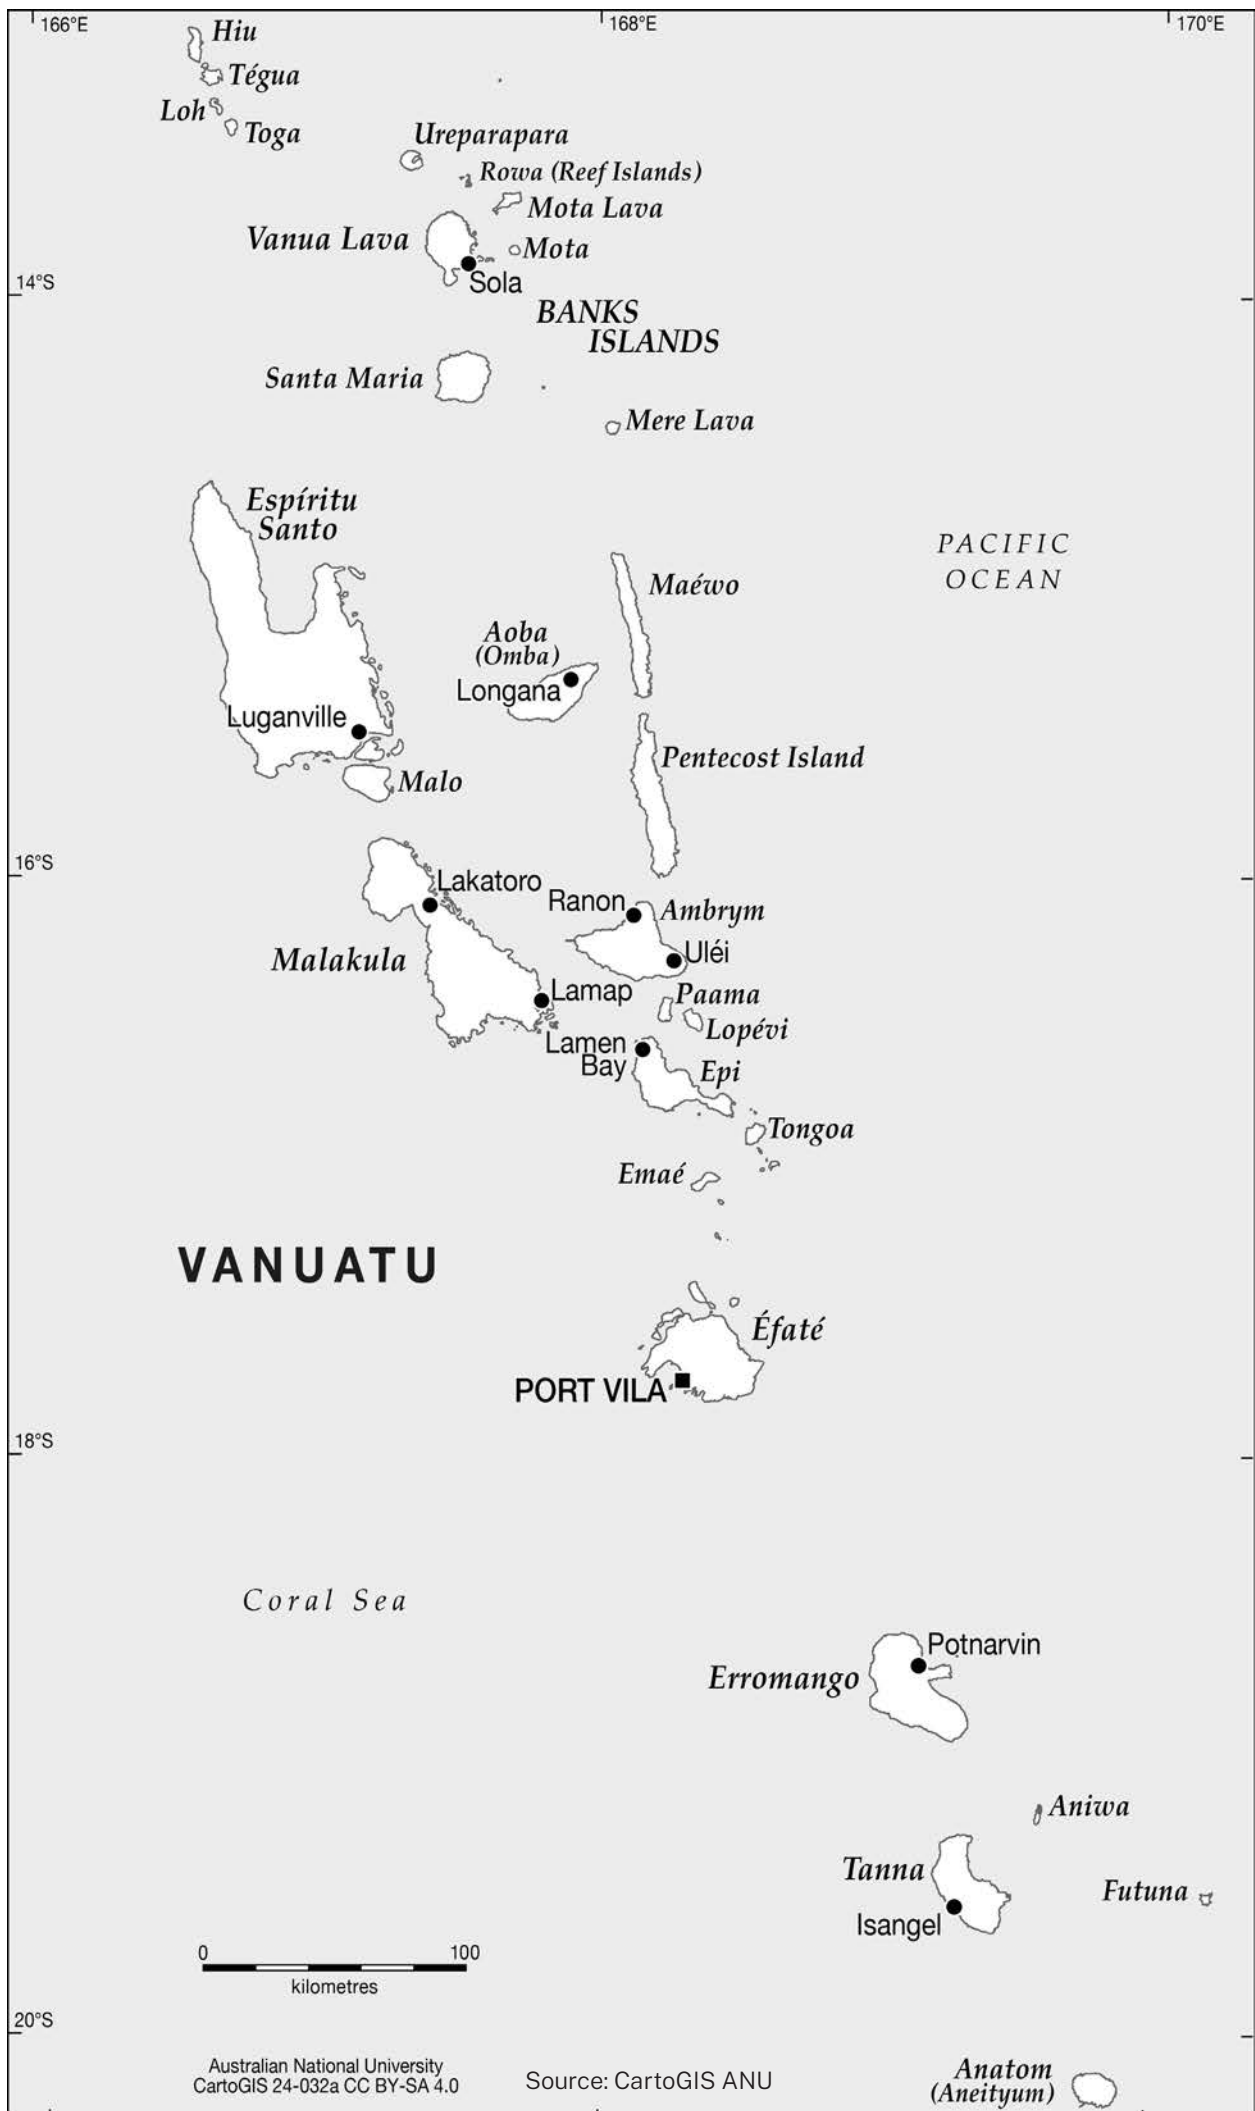 166°E
168°E
170°E
Hiu
Tégua
Loh
Toga
Ureparapara
Rowa (Reef Islands)
Mota Lava
Vanua Lava
Mota
Sola
14°S
BANKS
ISLANDS
Santa Maria
Mere Lava
Espíritu
Santo
PACIFIC
OCEAN
Maéwo
Aoba
(Omba)
Longana
Luganville
Pentecost Island
Malo
16°S
Lakatoro
Ranon
Ambrym
Malakula
Uléi
Lamap
Paama
Lopévi
Lamen
Bay
Epi
Tongoa
Emaé
VANUATU
Éfaté
PORT VILA
18°S
Coral Sea
Potnarvin
Erromango
Aniwa
Tanna
Futuna
Isangel
0 100
kilometres
20°S
Australian National University
CartoGIS 24-032a CC BY-SA 4.0
Source: CartoGIS ANU
Anatom
(Aneityum)